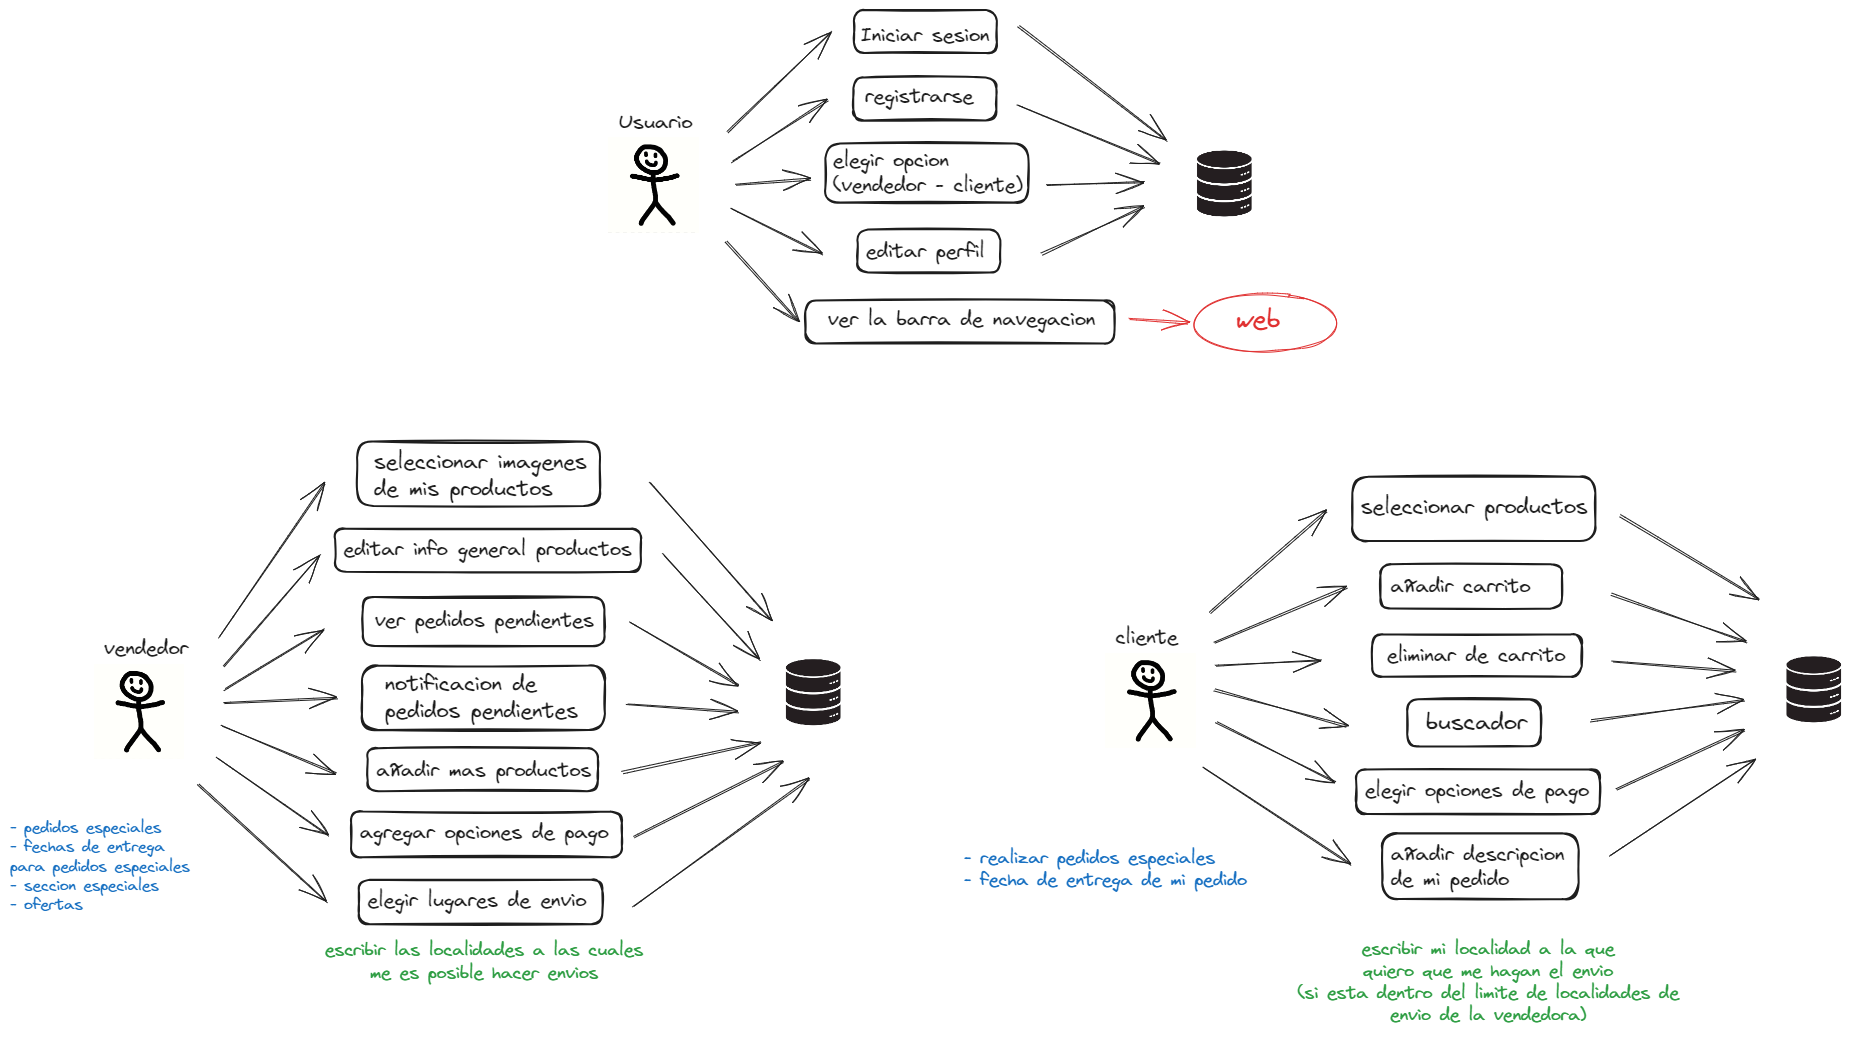 Usuario
Iniciar sesion
registrarse
elegir opcion
(vendedor - cliente)
editar perfil
ver la barra de navegacion
web
vendedor
seleccionar imagenes
de mis productos
editar info general productos
ver pedidos pendientes
notificacion de
pedidos pendientes
añadir mas productos
agregar opciones de pago
elegir lugares de envio
- pedidos especiales
- fechas de entrega
para pedidos especiales
- seccion especiales
- ofertas
escribir las localidades a las cuales
me es posible hacer envios
cliente
seleccionar productos
añadir carrito
eliminar de carrito
buscador
elegir opciones de pago
añadir descripcion
de mi pedido
- realizar pedidos especiales
- fecha de entrega de mi pedido
escribir mi localidad a la que
quiero que me hagan el envio
(si esta dentro del limite de localidades de
envio de la vendedora)